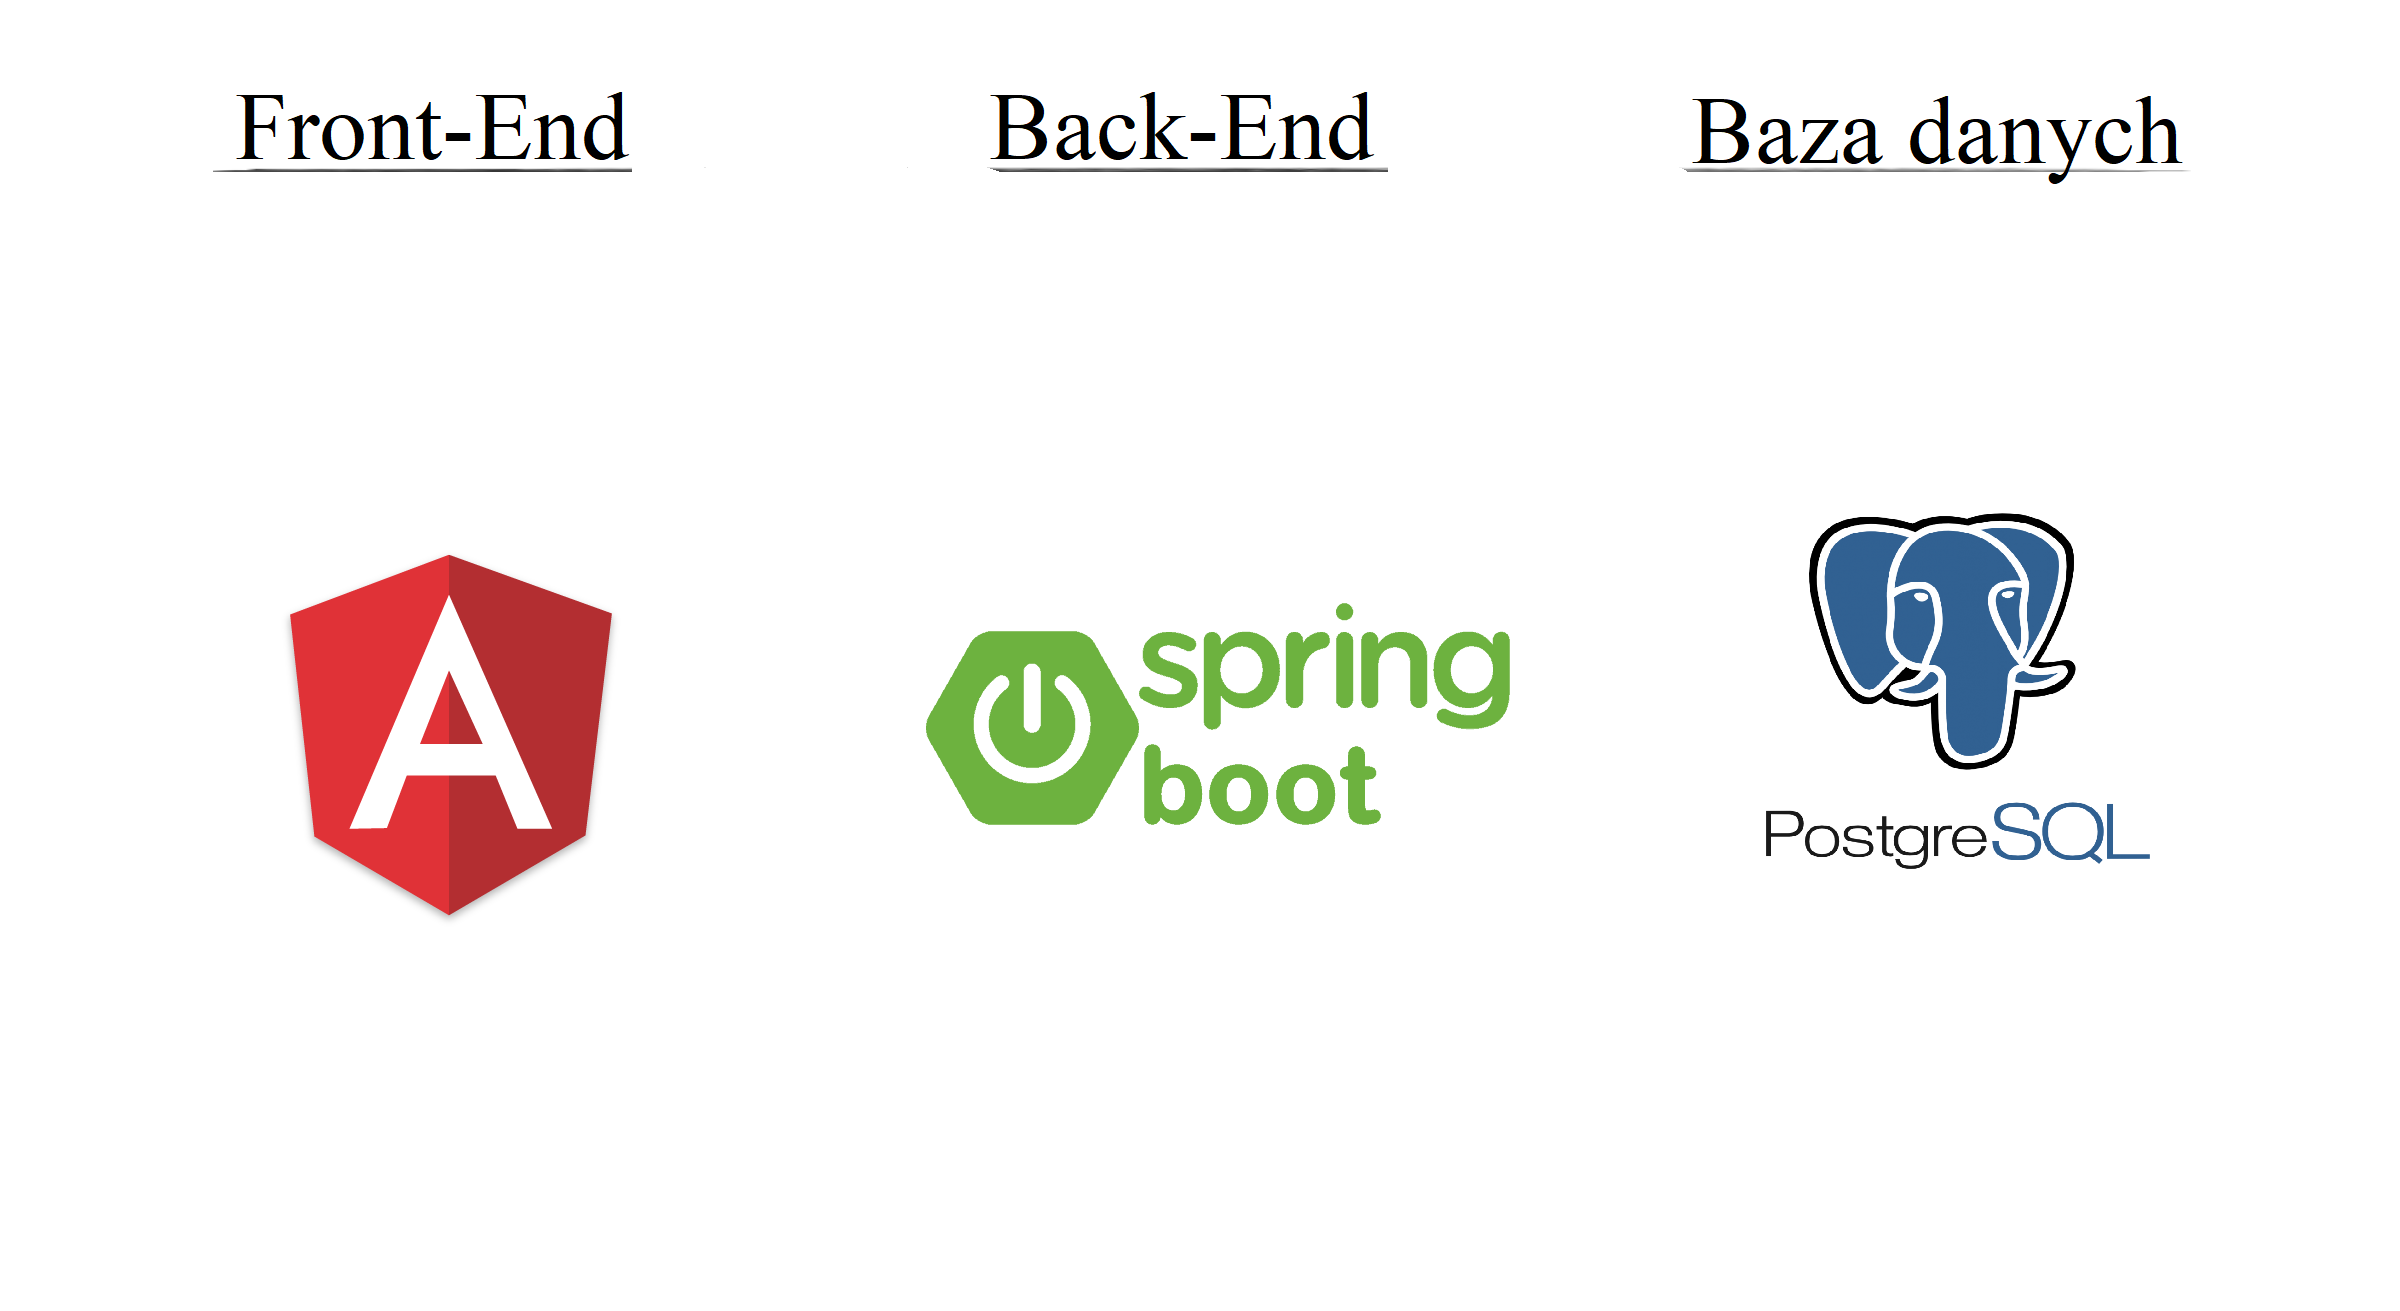 Front-End
Back-End
Baza danych
A
spring
boot
PostgreSQL